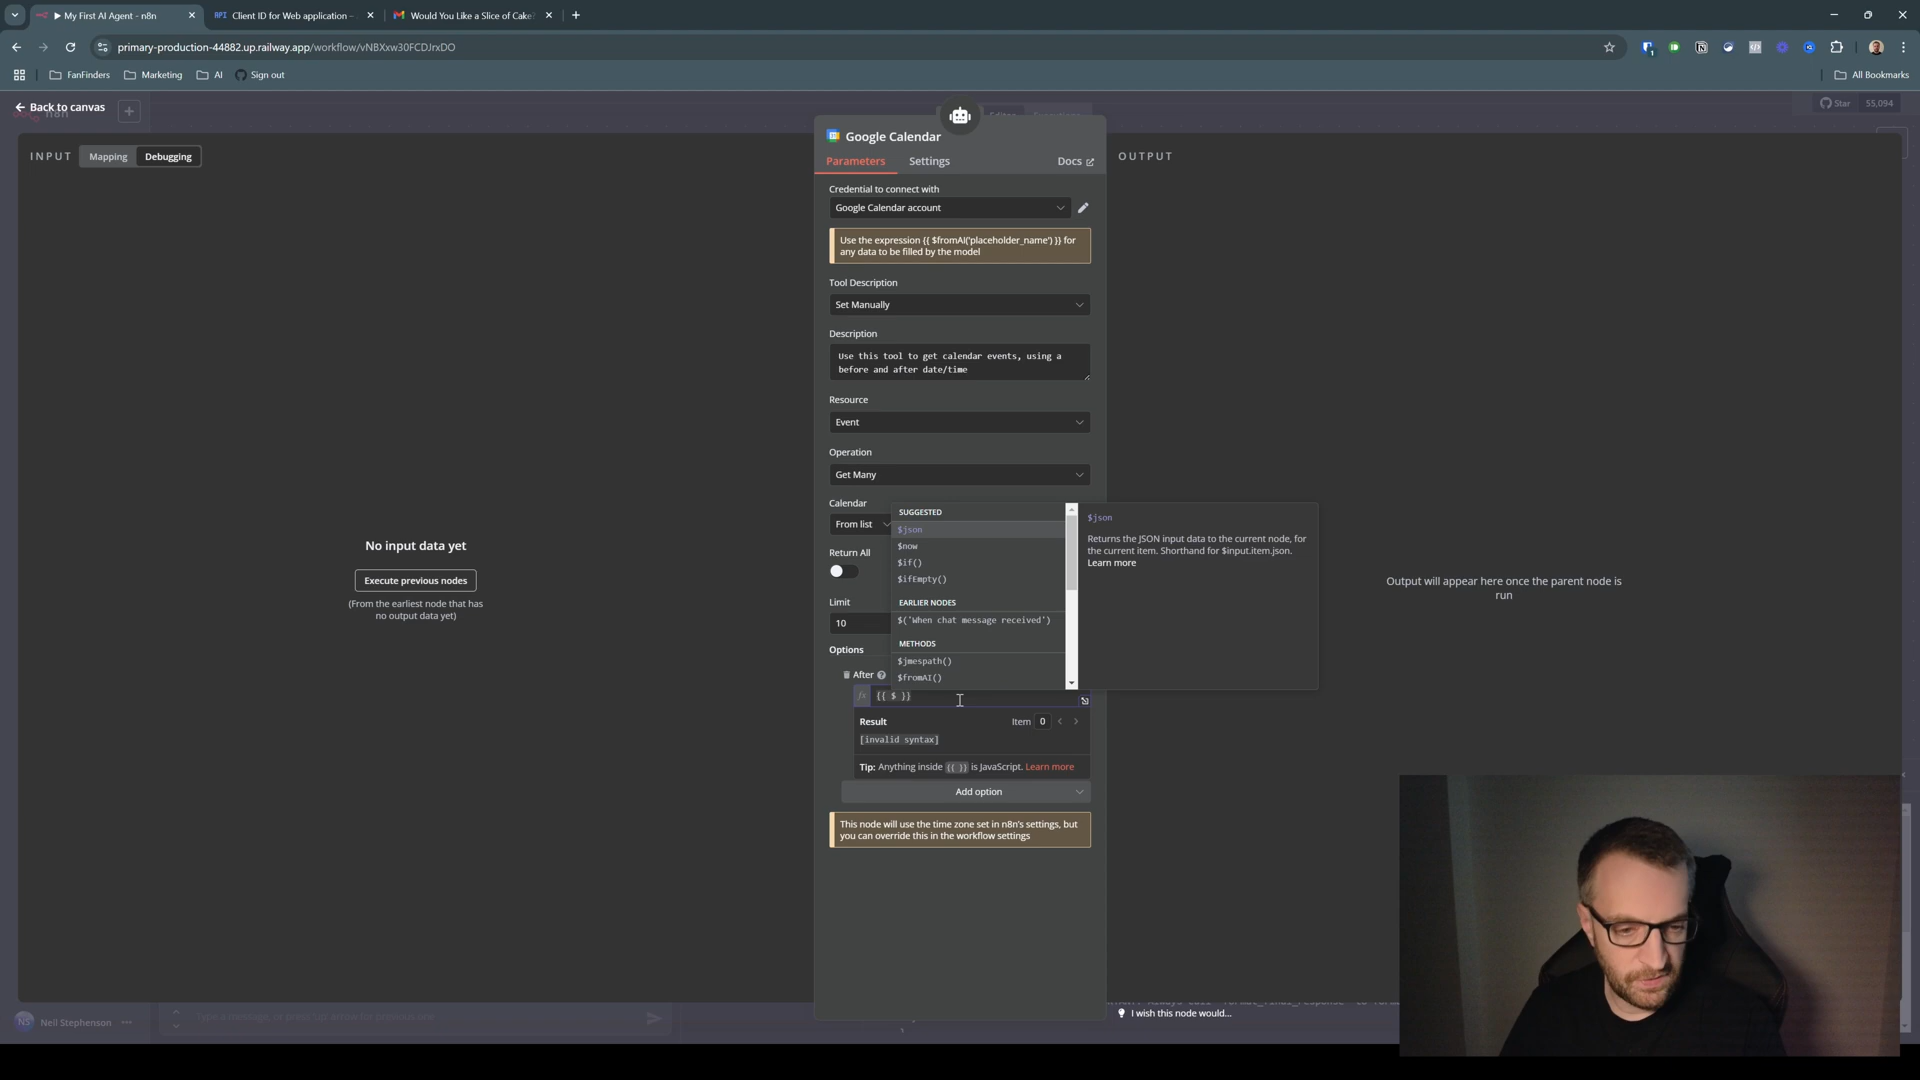 ▶ My First AI Agent - n8n
API Client ID for Web application –
Would You Like a Slice of Cake?
primary-production-44882.up.railway.app/workflow/vNBXxw30FCDJrxDO
FanFinders
Marketing
AI
Sign out
All Bookmarks
Back to canvas
Star
55,094
INPUT
Mapping
Debugging
Google Calendar
OUTPUT
Parameters
Settings
Docs
Credential to connect with
Google Calendar account
Use the expression {{ $fromAI('placeholder_name') }} for
any data to be filled by the model
Tool Description
Set Manually
Description
Use this tool to get calendar events, using a
before and after date/time
Resource
Event
Operation
Get Many
Calendar
From list
Return All
Limit
10
Options
SUGGESTED
$json
$now
$if()
$ifEmpty()
EARLIER NODES
$('When chat message received')
METHODS
$jmespath()
$fromAI()
$json
Returns the JSON input data to the current node, for
the current item. Shorthand for $input.item.json.
Learn more
No input data yet
Execute previous nodes
(From the earliest node that has
no output data yet)
Output will appear here once the parent node is
run
After
fx
{{ $ }}
Result
Item
0
[invalid syntax]
Tip: Anything inside {{ }} is JavaScript. Learn more
Add option
This node will use the time zone set in n8n's settings, but
you can override this in the workflow settings
NS
Neil Stephenson
I wish this node would...